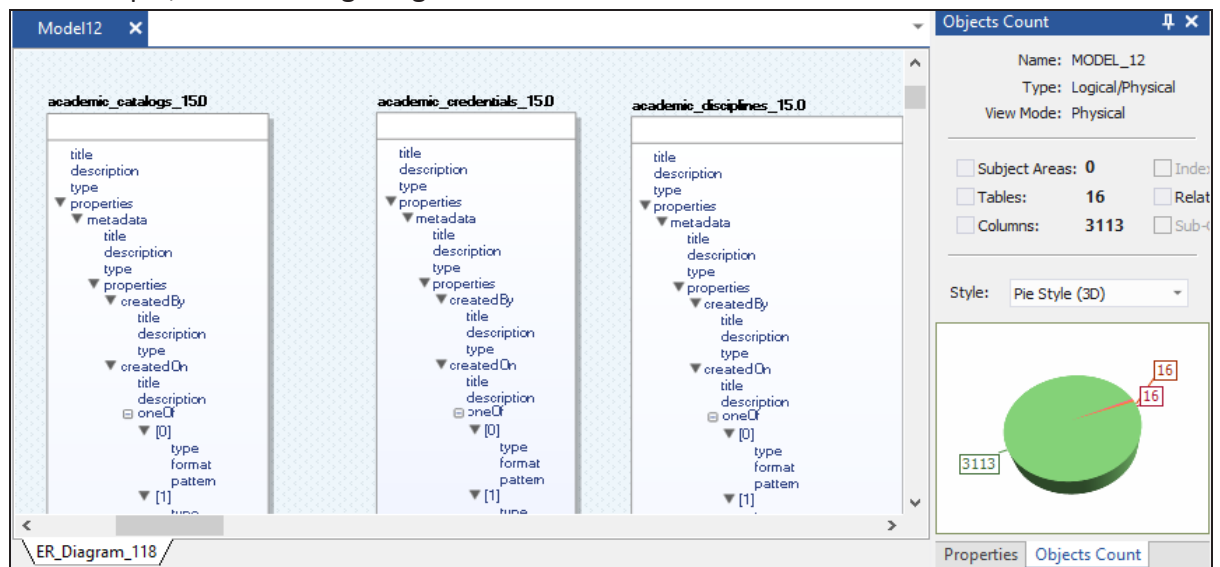 Model12
academic_catalogs_15.0
title
description
type
properties
metadata
title
description
type
properties
createdBy
title
description
type
createdOn
title
description
oneOf
[0]
type
format
pattern
[1]
academic_credentials_15.0
title
description
type
properties
metadata
title
description
type
properties
createdBy
title
description
type
createdOn
title
description
oneOf
[0]
type
format
pattern
[1]
academic_disciplines_15.0
title
description
type
properties
metadata
title
description
type
properties
createdBy
title
description
type
createdOn
title
description
oneOf
[0]
type
format
pattern
[1]
ER_Diagram_118
Objects Count
Name: MODEL_12
Type: Logical/Physical
View Mode: Physical
Subject Areas: 0 Index
Tables: 16 Relat
Columns: 3113 Sub-
Style: Pie Style (3D)
16
16
3113
Properties Objects Count